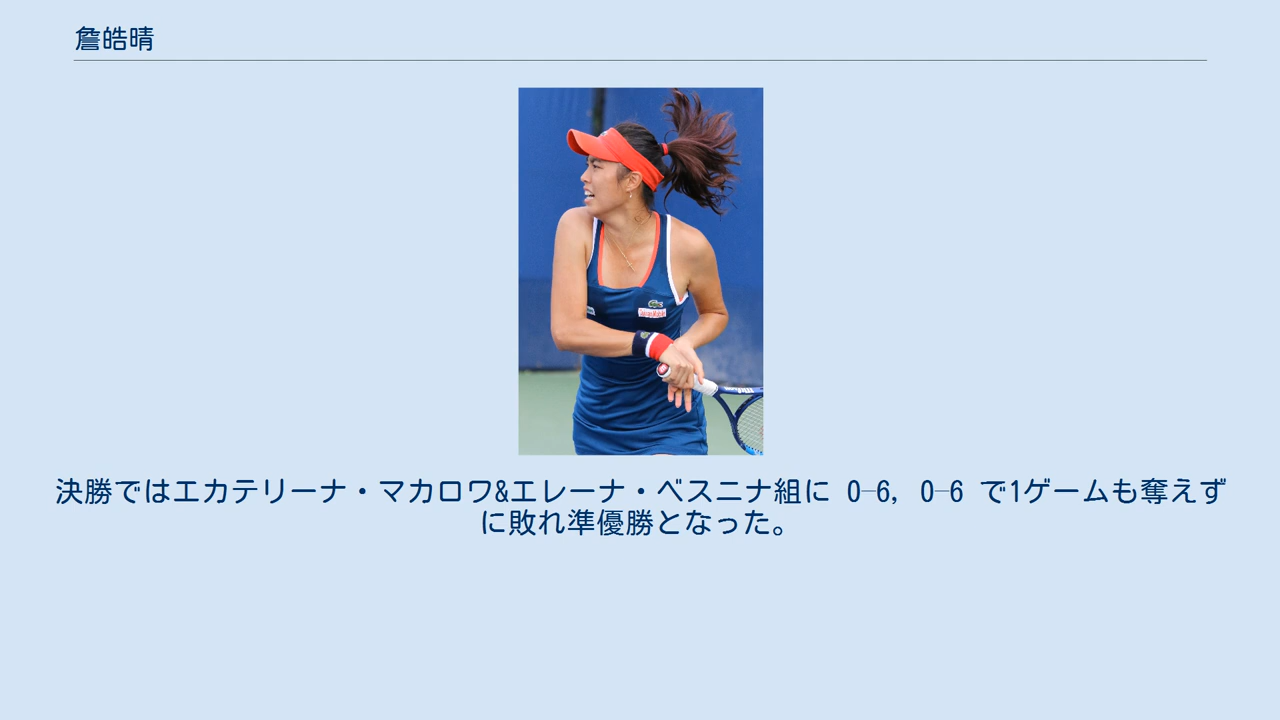 詹皓晴
決勝ではエカテリーナ・マカロワ&エレーナ・ベスニナ組に 0–6, 0–6 で1ゲームも奪えず
に敗れ準優勝となった。